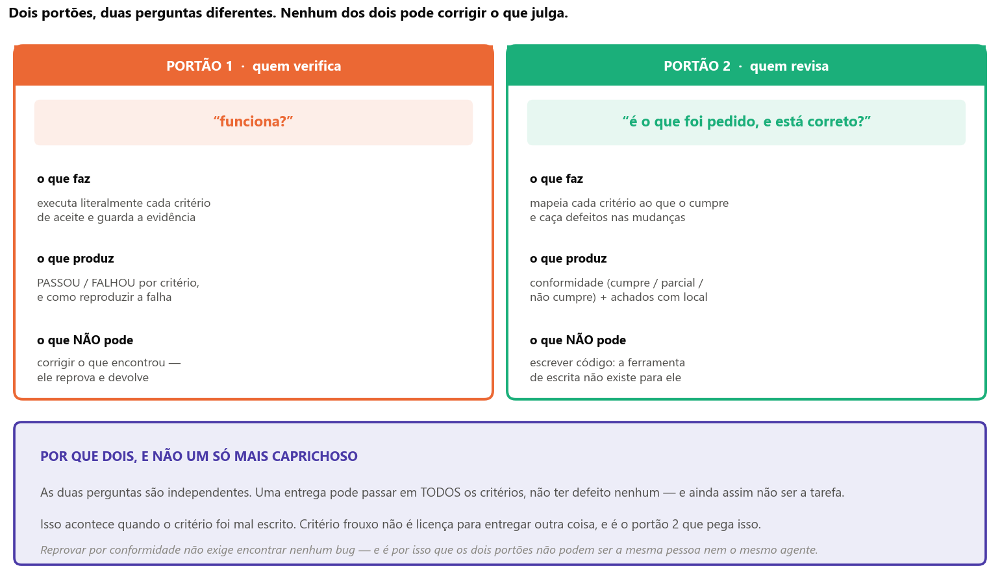 Dois portões, duas perguntas diferentes. Nenhum dos dois pode corrigir o que julga.
PORTÃO 1 · quem verifica
“funciona?”
o que faz
executa literalmente cada critério
de aceite e guarda a evidência
o que produz
PASSOU / FALHOU por critério,
e como reproduzir a falha
o que NÃO pode
corrigir o que encontrou —
ele reprova e devolve
PORTÃO 2 · quem revisa
“é o que foi pedido, e está correto?”
o que faz
mapeia cada critério ao que o cumpre
e caça defeitos nas mudanças
o que produz
conformidade (cumpre / parcial /
não cumpre) + achados com local
o que NÃO pode
escrever código: a ferramenta
de escrita não existe para ele
POR QUE DOIS, E NÃO UM SÓ MAIS CAPRICHOSO
As duas perguntas são independentes. Uma entrega pode passar em TODOS os critérios, não ter defeito nenhum — e ainda assim não ser a tarefa.
Isso acontece quando o critério foi mal escrito. Critério frouxo não é licença para entregar outra coisa, e é o portão 2 que pega isso.
Reprovar por conformidade não exige encontrar nenhum bug — e é por isso que os dois portões não podem ser a mesma pessoa nem o mesmo agente.